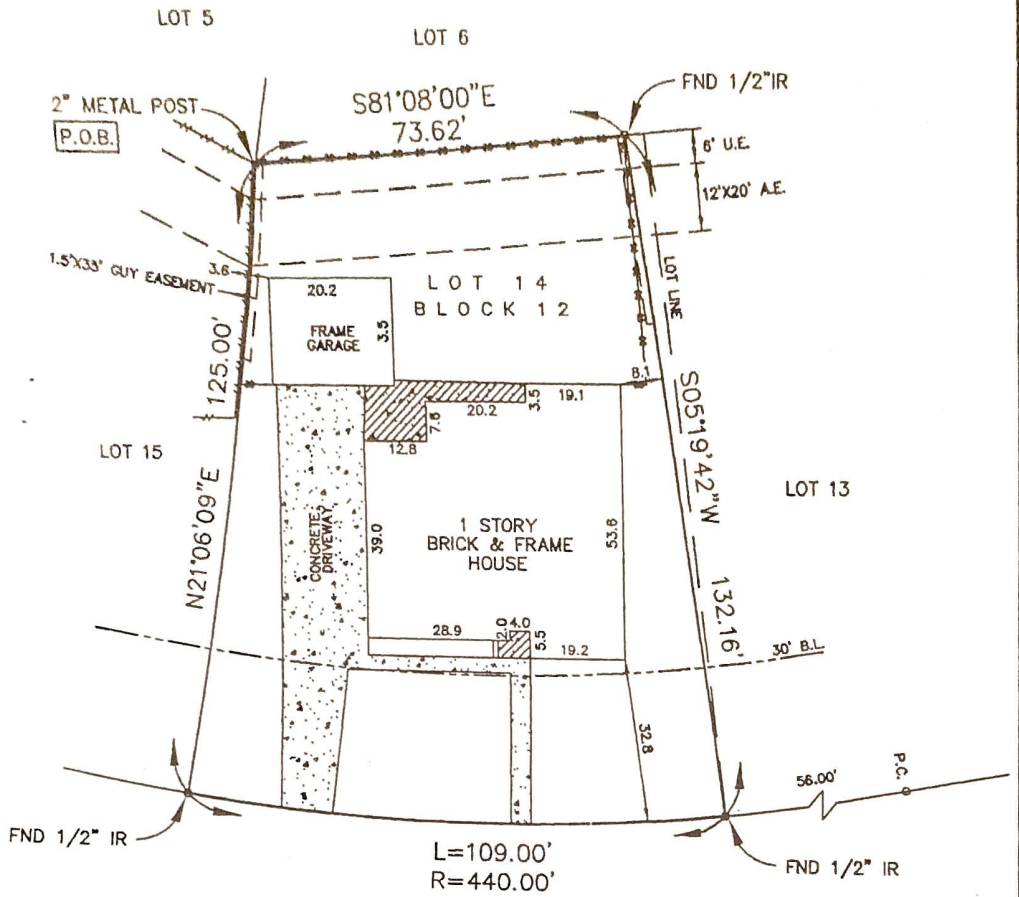 LOT 5
LOT 6
2" METAL POST
P.O.B.
S81°08'00"E
73.62'
FND 1/2"IR
6' U.E.
12'X20' A.E.
1.5'X33' GUY EASEMENT
3.6
LOT 14
BLOCK 12
LOT LINE
20.2
FRAME
GARAGE
3.5
125.00'
N21°06'09"E
8.1
19.1
3.5
20.2
7.6
12.8
S05°19'42"W
132.16'
LOT 15
LOT 13
CONCRETE
DRIVEWAY
39.0
1 STORY
BRICK & FRAME
HOUSE
53.6
28.9
2.0
4.0
5.5
19.2
30' B.L.
32.8
56.00'
P.C.
FND 1/2" IR
L=109.00'
R=440.00'
FND 1/2" IR